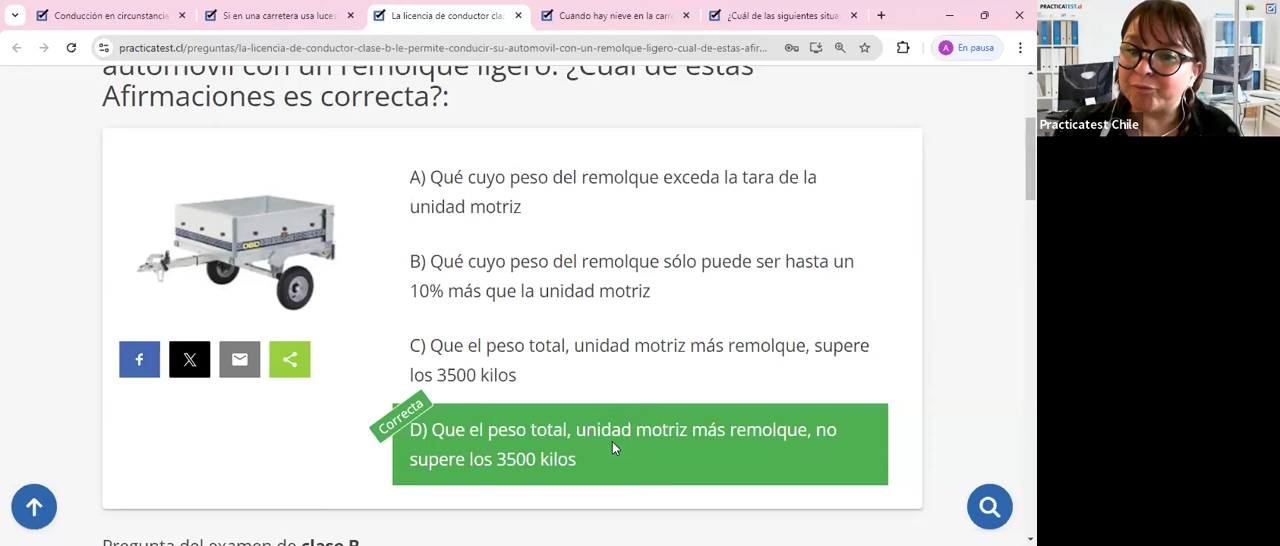 Conducción en circunstancia
Si en una carretera usa luces
La licencia de conductor cla
Cuando hay nieve en la carre
¿Cuál de las siguientes situa
practicatest.cl/preguntas/la-licencia-de-conductor-clase-b-le-permite-conducir-su-automovil-con-un-remolque-ligero-cual-de-estas-afir...
A
En pausa
PRACTICATEST.cl
Practicatest Chile
automóvil con un remolque ligero. ¿Cuál de estas
Afirmaciones es correcta?:
A) Qué cuyo peso del remolque exceda la tara de la
unidad motriz
B) Qué cuyo peso del remolque sólo puede ser hasta un
10% más que la unidad motriz
C) Que el peso total, unidad motriz más remolque, supere
los 3500 kilos
Correcta
D) Que el peso total, unidad motriz más remolque, no
supere los 3500 kilos
Pregunta del examen de clase B